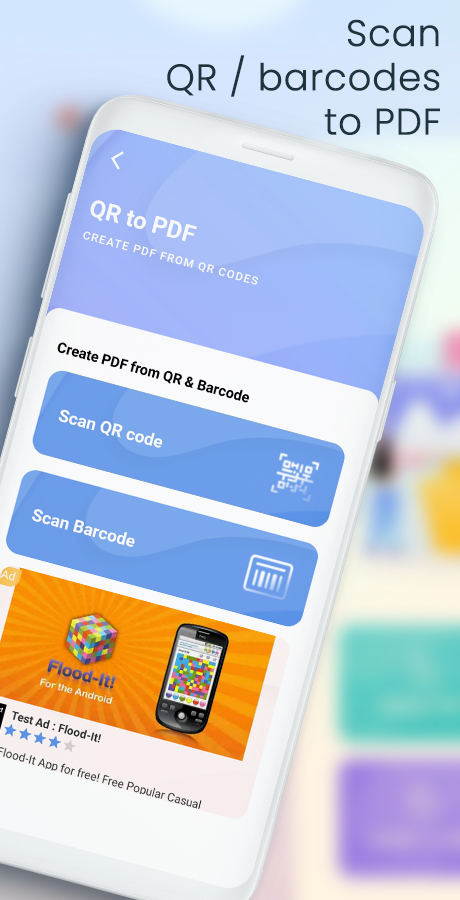 Scan
QR / barcodes
to PDF
QR to PDF
CREATE PDF FROM QR CODES
Create PDF from QR & Barcode
Scan QR code
Scan Barcode
Ad
Flood-It!
For the Android
Test Ad : Flood-It!
Flood-It App for free! Free Popular Casual